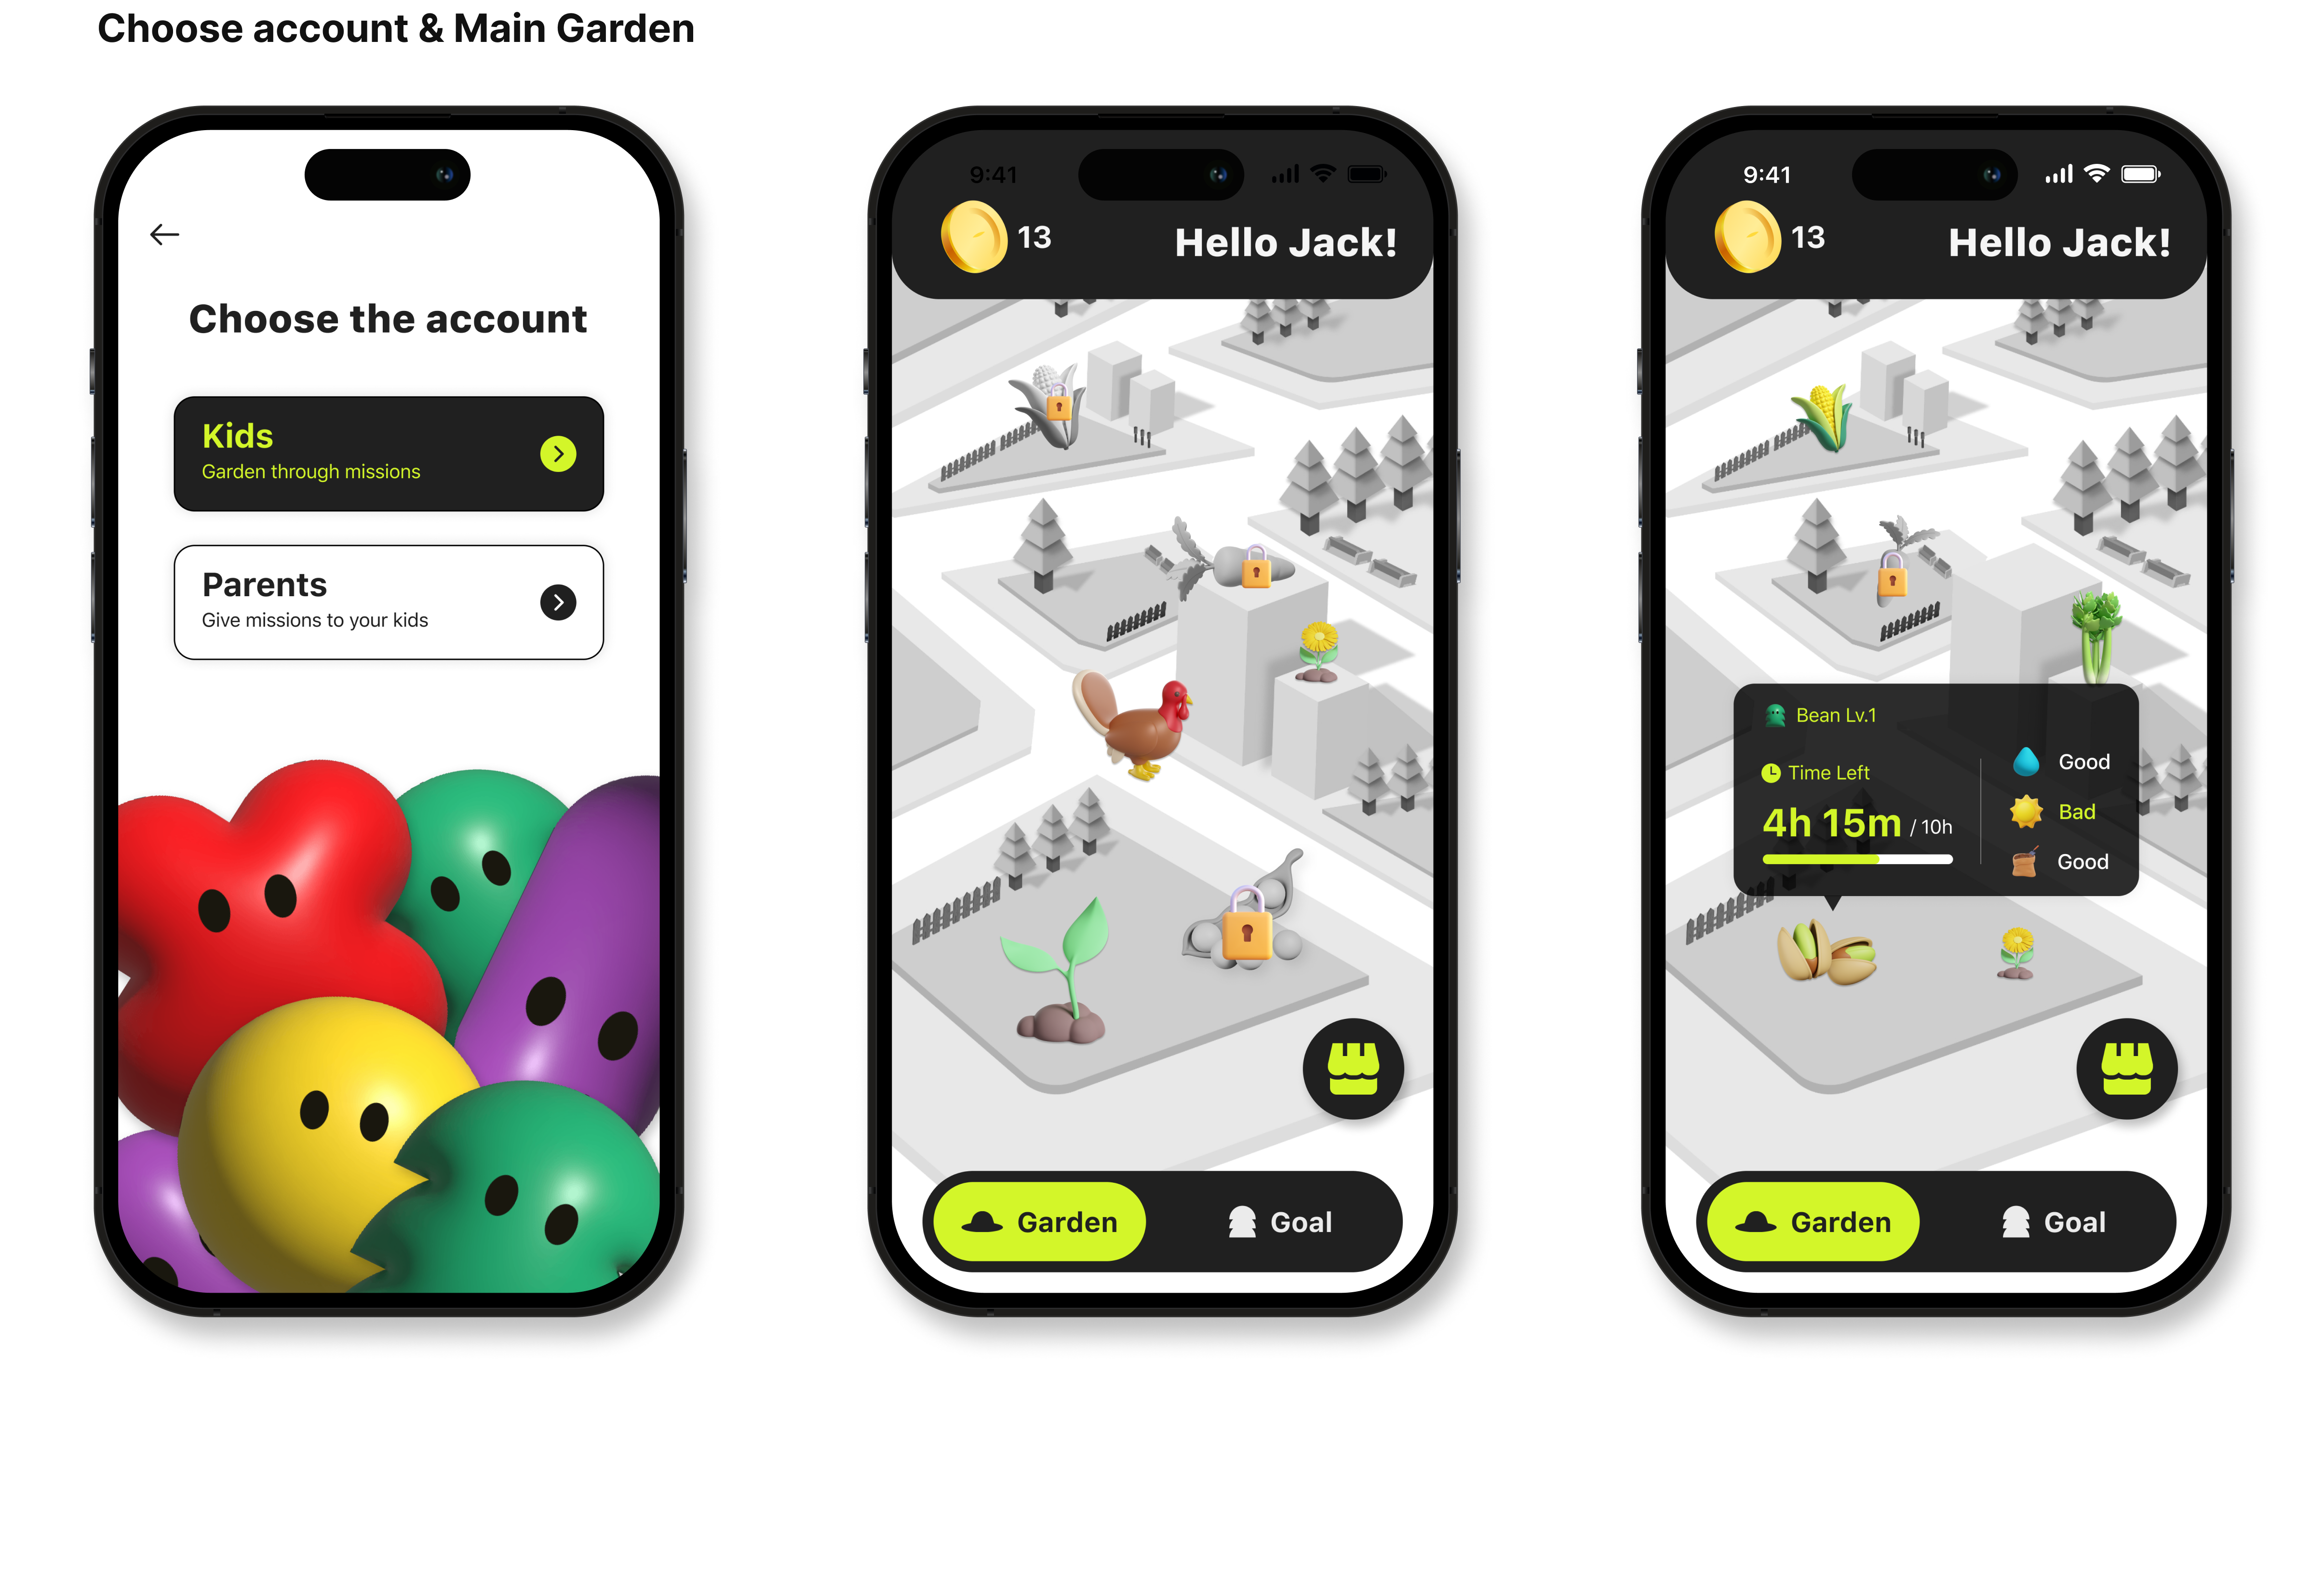 Choose account & Main Garden
Choose the account
Kids
Garden through missions
Parents
Give missions to your kids
9:41
13
Hello Jack!
Garden
Goal
9:41
13
Hello Jack!
Bean Lv.1
Time Left
4h 15m / 10h
Good
Bad
Good
Garden
Goal